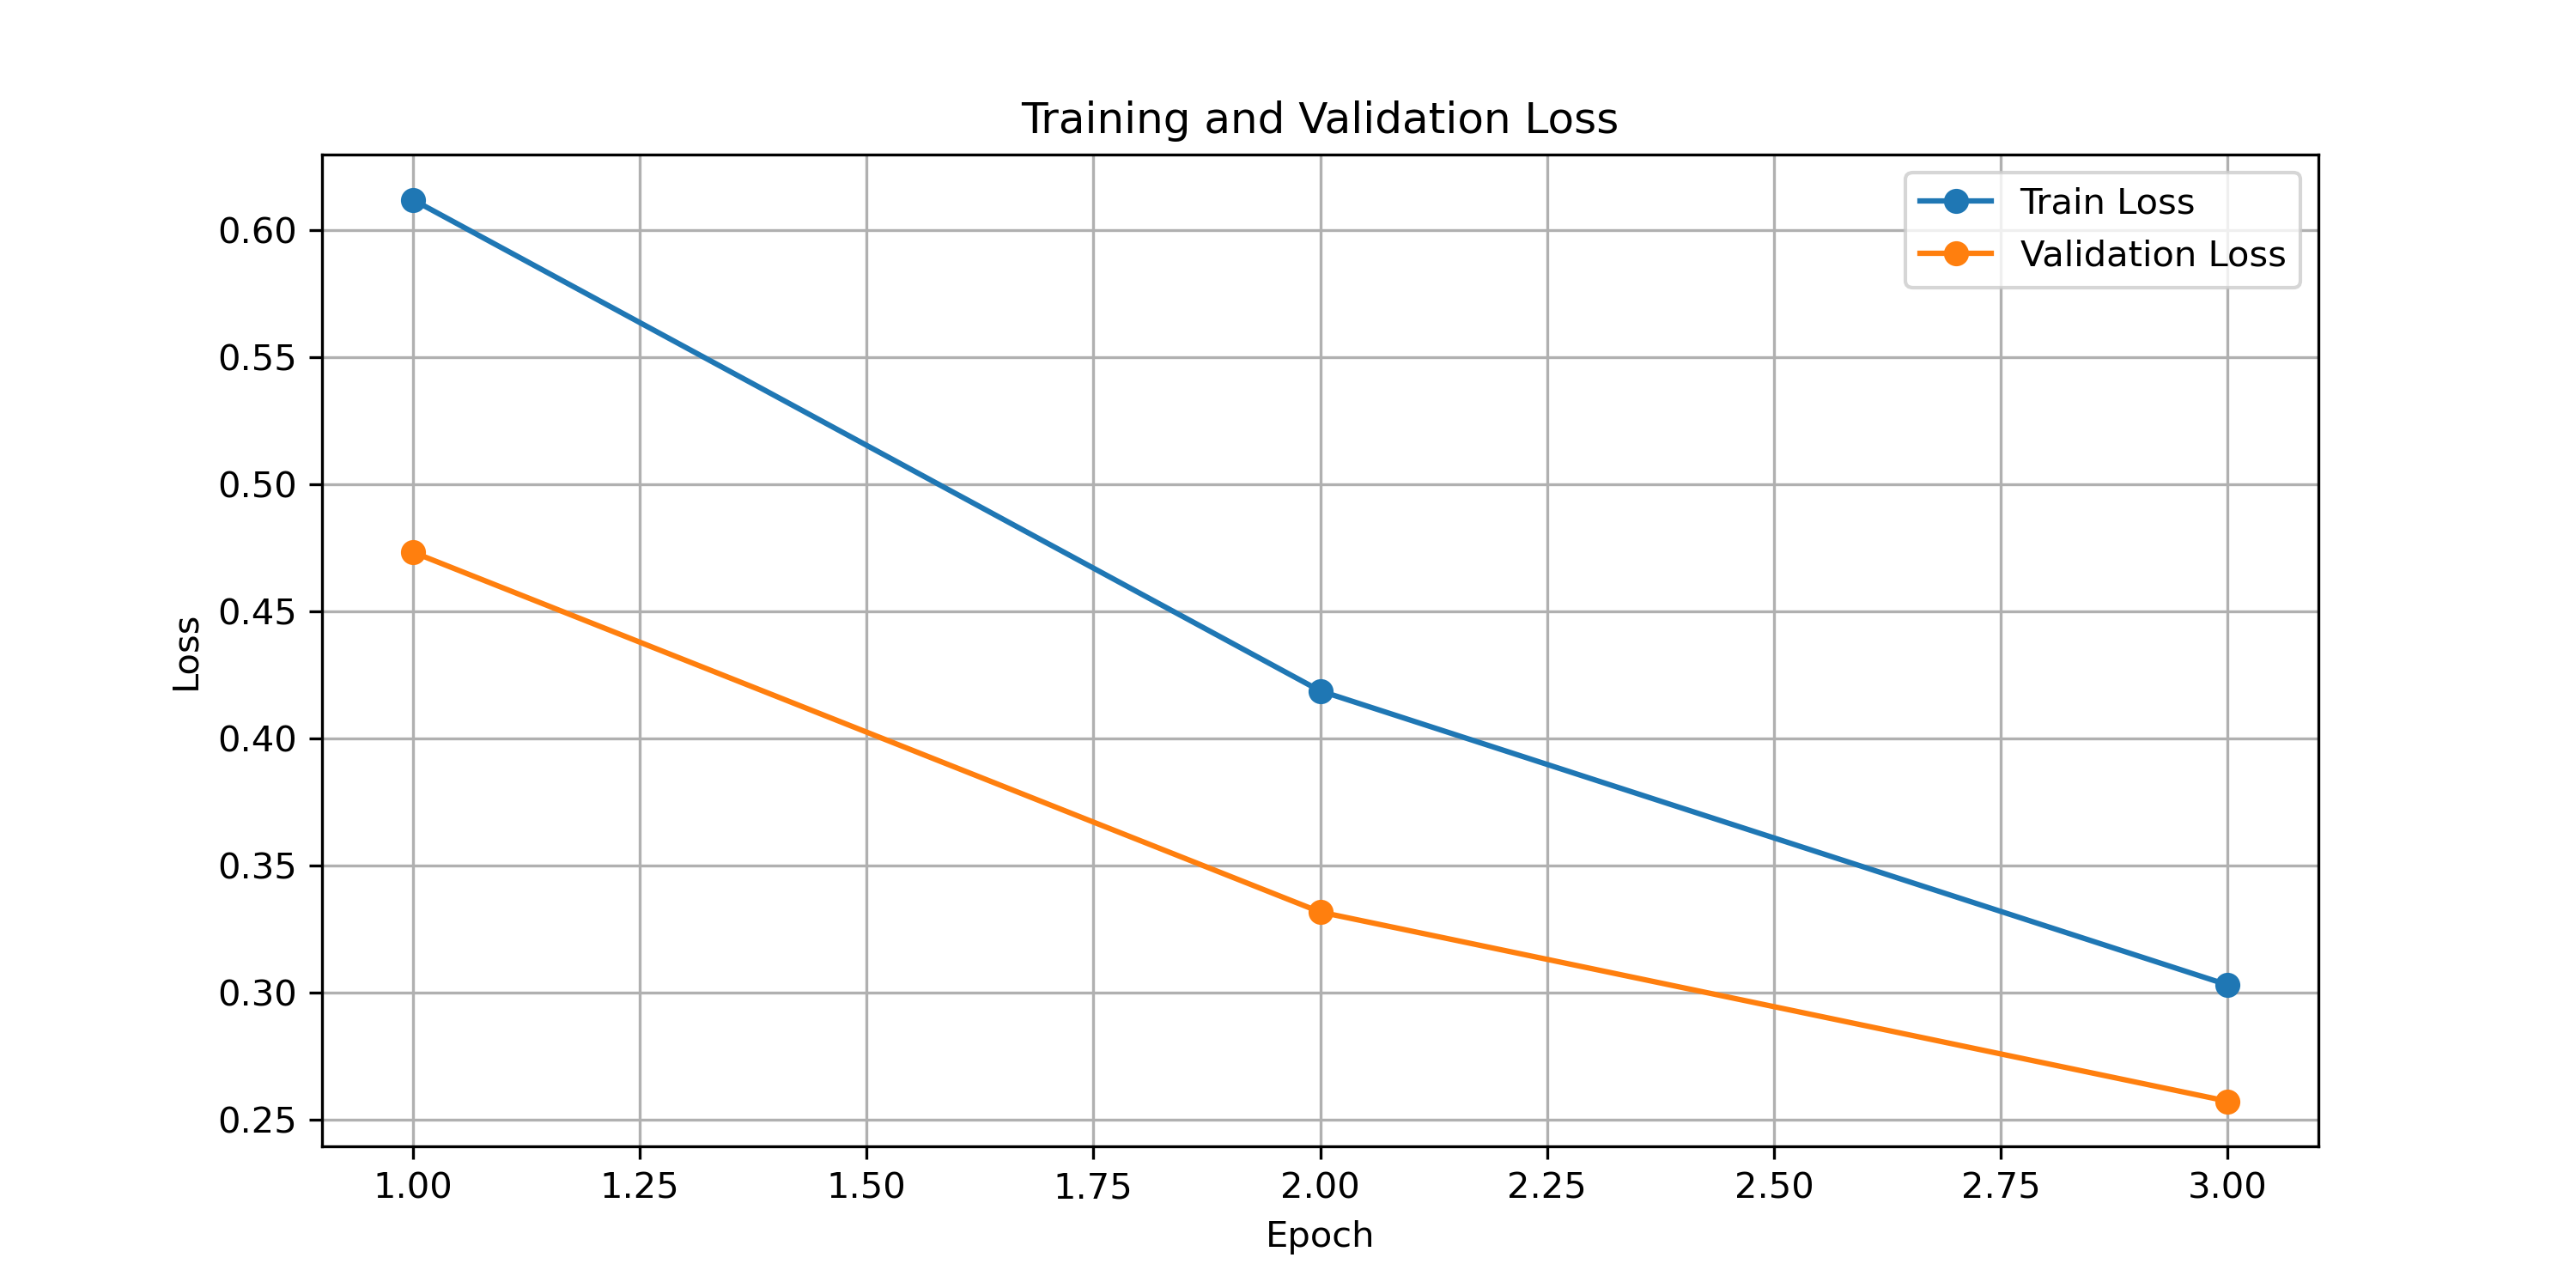 Training and Validation Loss
Train Loss
Validation Loss
0.60
0.55
0.50
0.45
0.40
0.35
0.30
0.25
Loss
1.00 1.25 1.50 1.75 2.00 2.25 2.50 2.75 3.00
Epoch